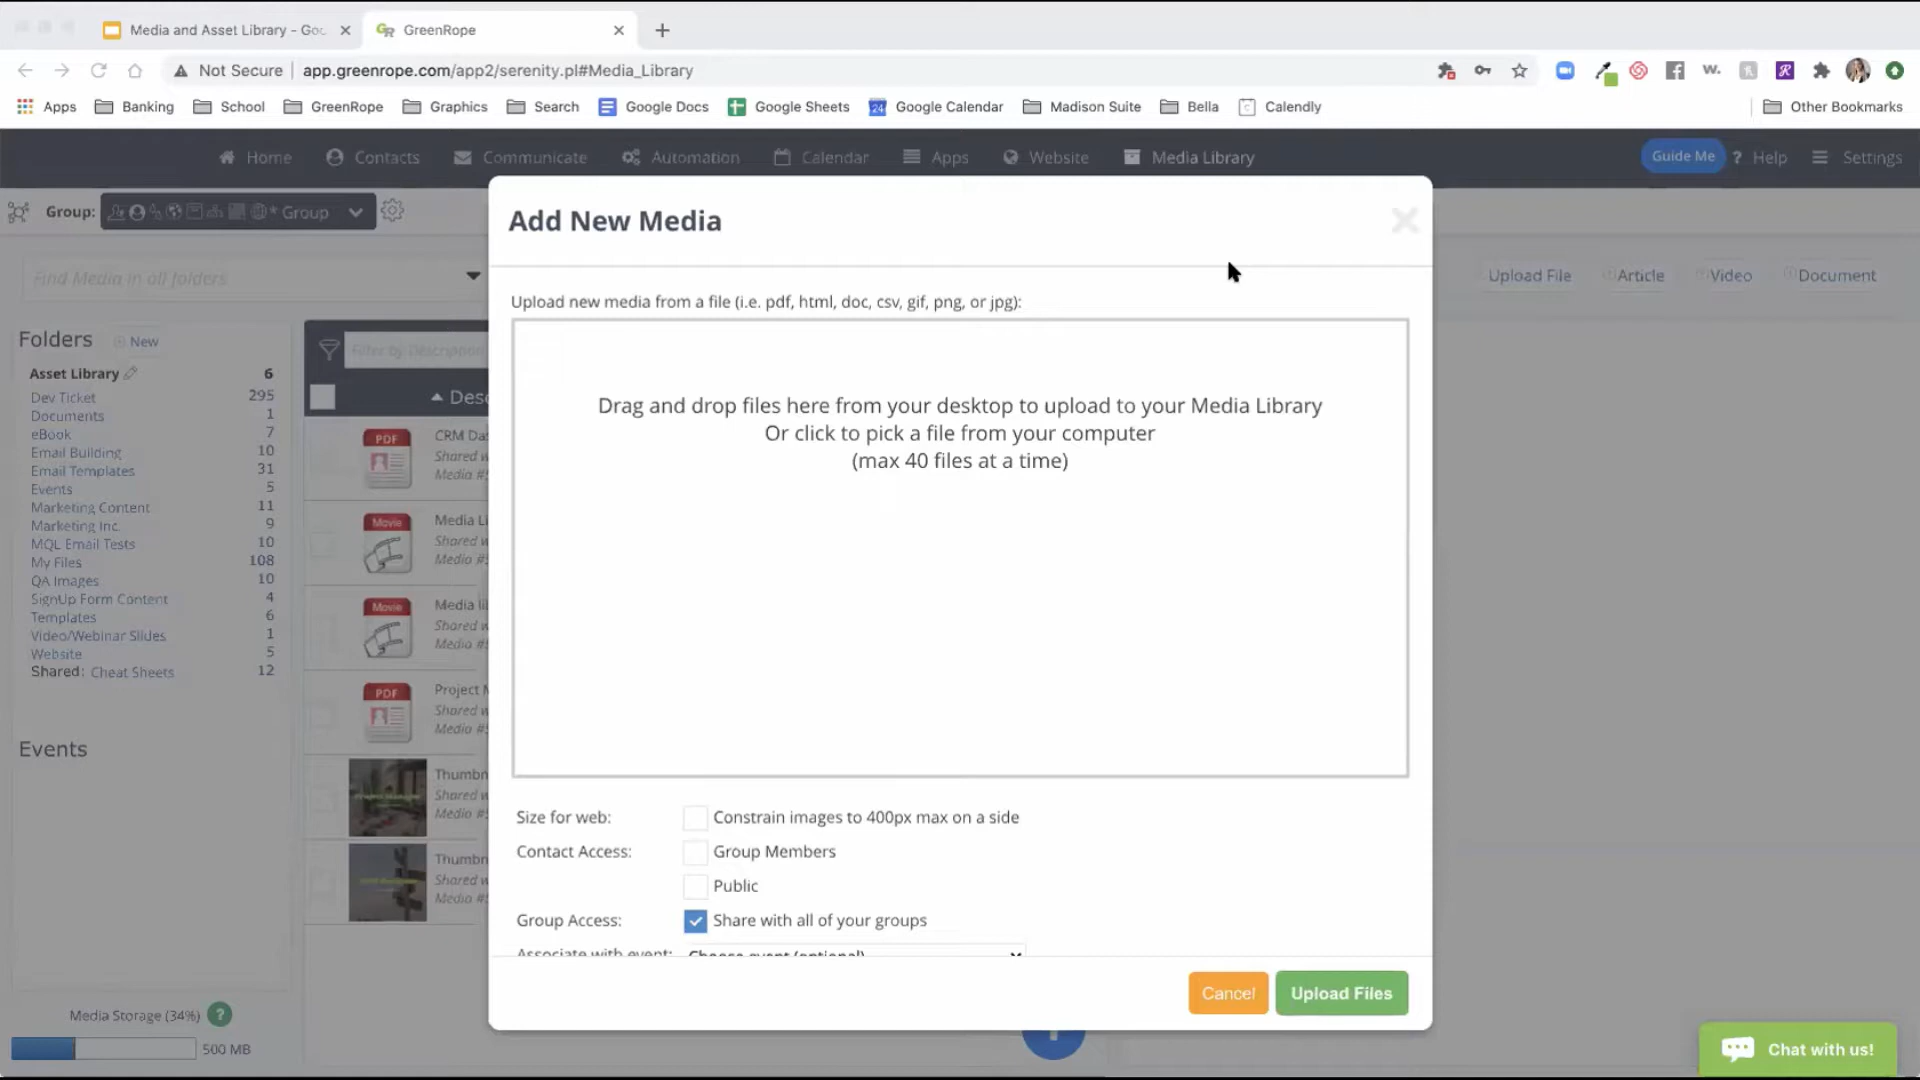 Media and Asset Library - Goo
GreenRope
Not Secure
app.greenrope.com/app2/serenity.pl#Media_Library
Apps
Banking
School
GreenRope
Graphics
Search
Google Docs
Google Sheets
24
Google Calendar
Madison Suite
Bella
Calendly
Other Bookmarks
Home
Contacts
Communicate
Automation
Calendar
Apps
Website
Media Library
Guide Me
? Help
Settings
Group:
* Group
Find Media in all folders
Upload File
Article
Video
Document
Add New Media
Upload new media from a file (i.e. pdf, html, doc, csv, gif, png, or jpg):
Drag and drop files here from your desktop to upload to your Media Library
Or click to pick a file from your computer
(max 40 files at a time)
Size for web:
Constrain images to 400px max on a side
Contact Access:
Group Members
Public
Group Access:
Share with all of your groups
Associate with event:
Choose event (optional)
Cancel
Upload Files
Folders
New
Asset Library 6
Dev Ticket 295
Documents 1
eBook 7
Email Building 10
Email Templates 31
Events 5
Marketing Content 11
Marketing Inc. 9
MQL Email Tests 10
My Files 108
QA Images 10
SignUp Form Content 4
Templates 6
Video/Webinar Slides 1
Website 5
Shared: Cheat Sheets 12
Events
Media Storage (34%) ?
500 MB
Filter by Description
Desc
PDF
CRM Das
Shared w
Media #5
Movie
Media Li
Shared w
Media #5
Movie
Media li
Shared w
Media #5
PDF
Project M
Shared w
Media #5
Thumbn
Shared w
Media #5
Thumbn
Shared w
Media #5
Chat with us!